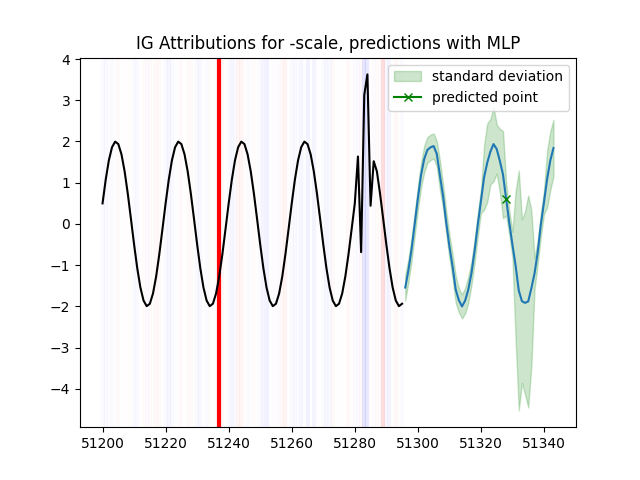 IG Attributions for -scale, predictions with MLP
4
3
2
1
0
−1
−2
−3
−4
standard deviation
predicted point
51200 51220 51240 51260 51280 51300 51320 51340